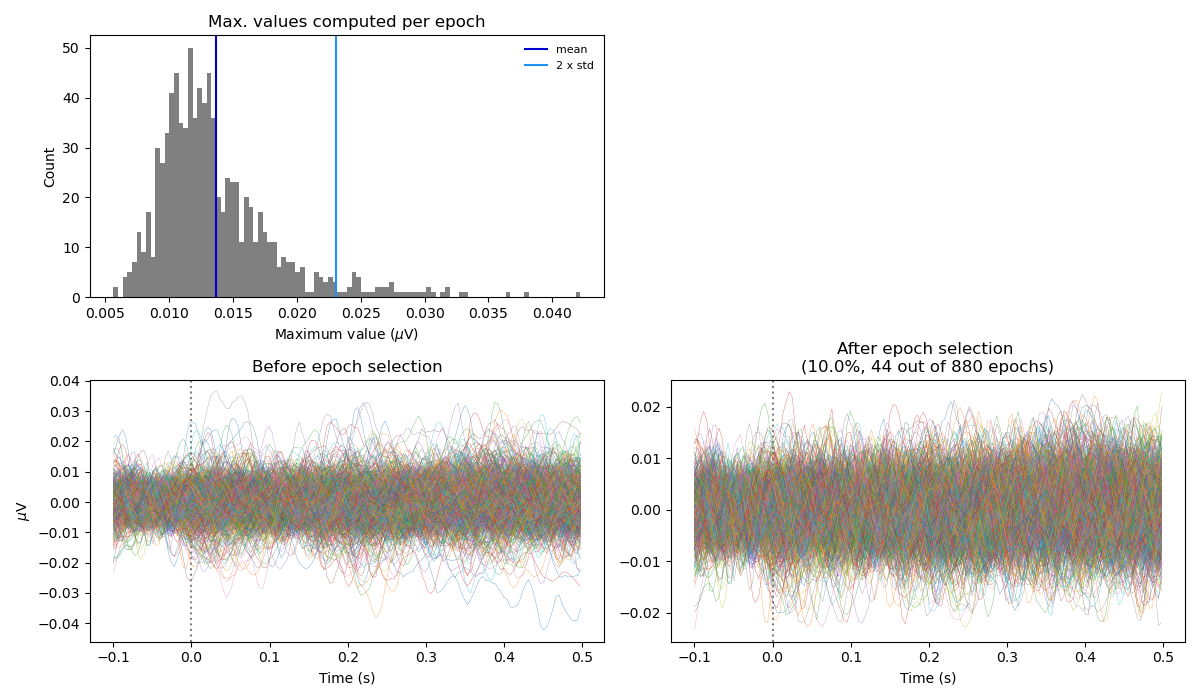 Max. values computed per epoch
mean
2 x std
50
40
30
20
10
0
Count
0.005 0.010 0.015 0.020 0.025 0.030 0.035 0.040
Maximum value (μV)
Before epoch selection
0.04
0.03
0.02
0.01
0.00
−0.01
−0.02
−0.03
−0.04
μV
−0.1 0.0 0.1 0.2 0.3 0.4 0.5
Time (s)
After epoch selection
(10.0%, 44 out of 880 epochs)
0.02
0.01
0.00
−0.01
−0.02
−0.1 0.0 0.1 0.2 0.3 0.4 0.5
Time (s)